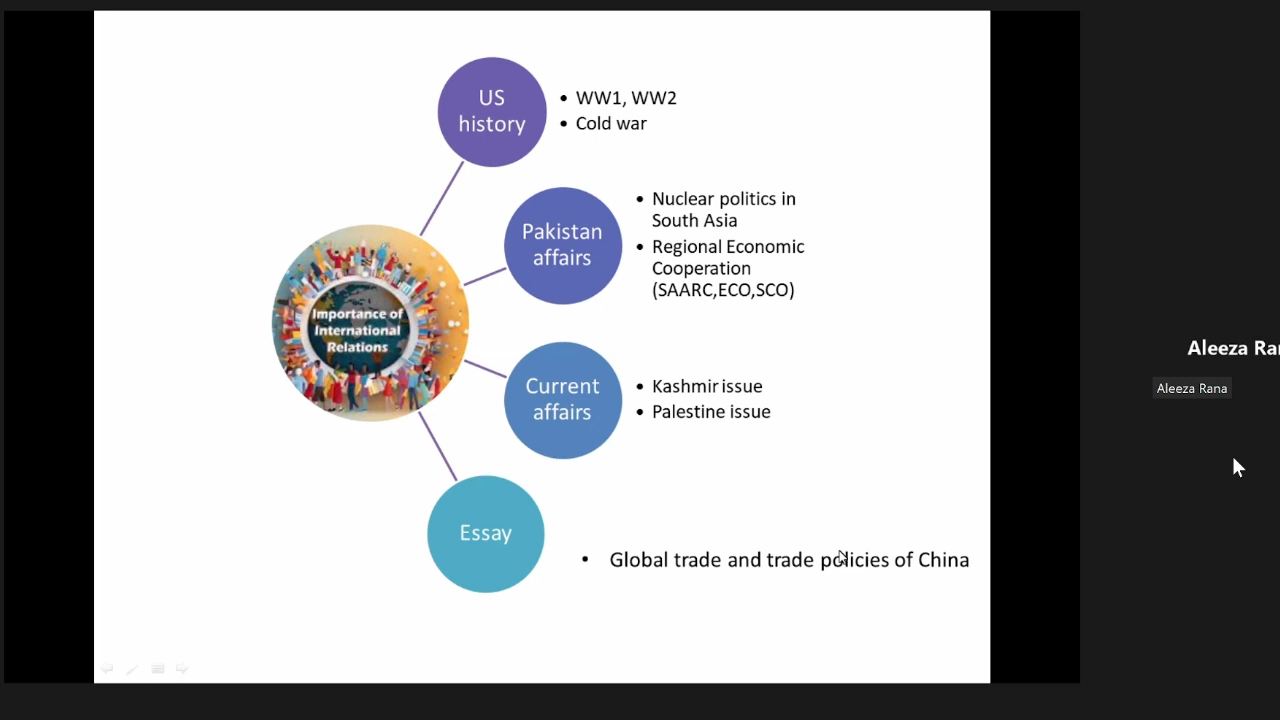 US
history
• WW1, WW2
• Cold war
Pakistan
affairs
• Nuclear politics in
South Asia
• Regional Economic
Cooperation
(SAARC,ECO,SCO)
Importance of
International
Relations
Current
affairs
• Kashmir issue
• Palestine issue
Essay
• Global trade and trade policies of China
Aleeza Ra
Aleeza Rana